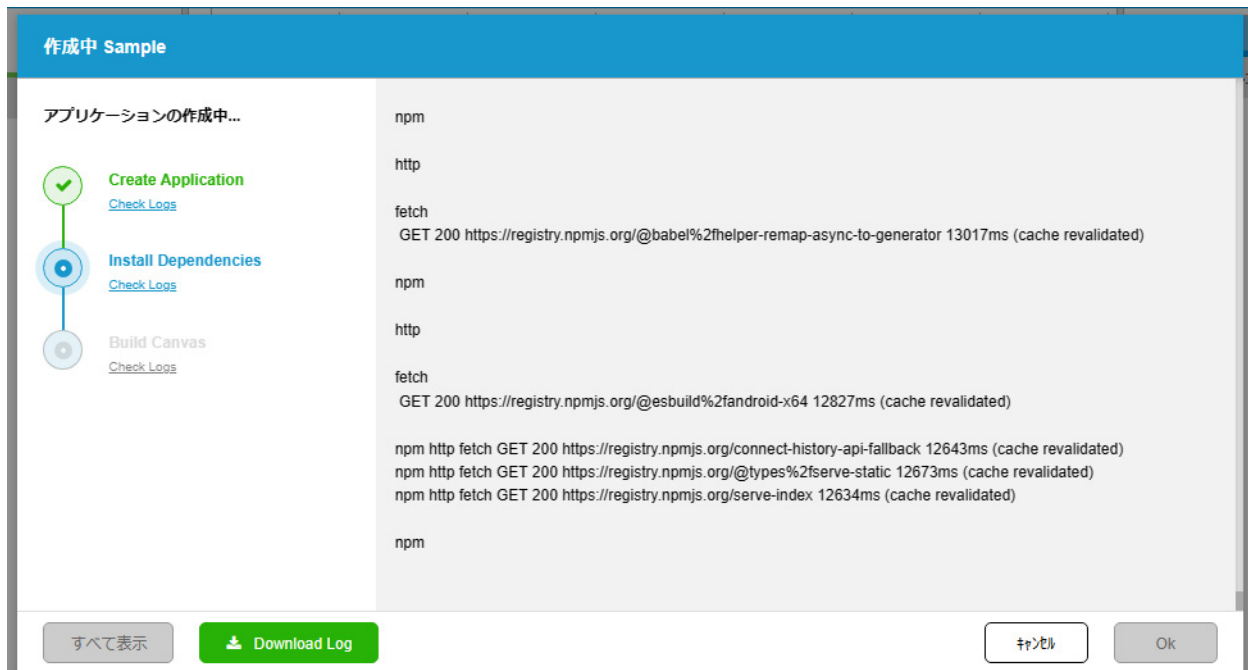 作成中 Sample
アプリケーションの作成中...
Create Application
Check Logs
Install Dependencies
Check Logs
Build Canvas
Check Logs
npm
http
fetch
GET 200 https://registry.npmjs.org/@babel%2fhelper-remap-async-to-generator 13017ms (cache revalidated)
npm
http
fetch
GET 200 https://registry.npmjs.org/@esbuild%2fandroid-x64 12827ms (cache revalidated)
npm http fetch GET 200 https://registry.npmjs.org/connect-history-api-fallback 12643ms (cache revalidated)
npm http fetch GET 200 https://registry.npmjs.org/@types%2fserve-static 12673ms (cache revalidated)
npm http fetch GET 200 https://registry.npmjs.org/serve-index 12634ms (cache revalidated)
npm
すべて表示
Download Log
ｷｬﾝｾﾙ
Ok